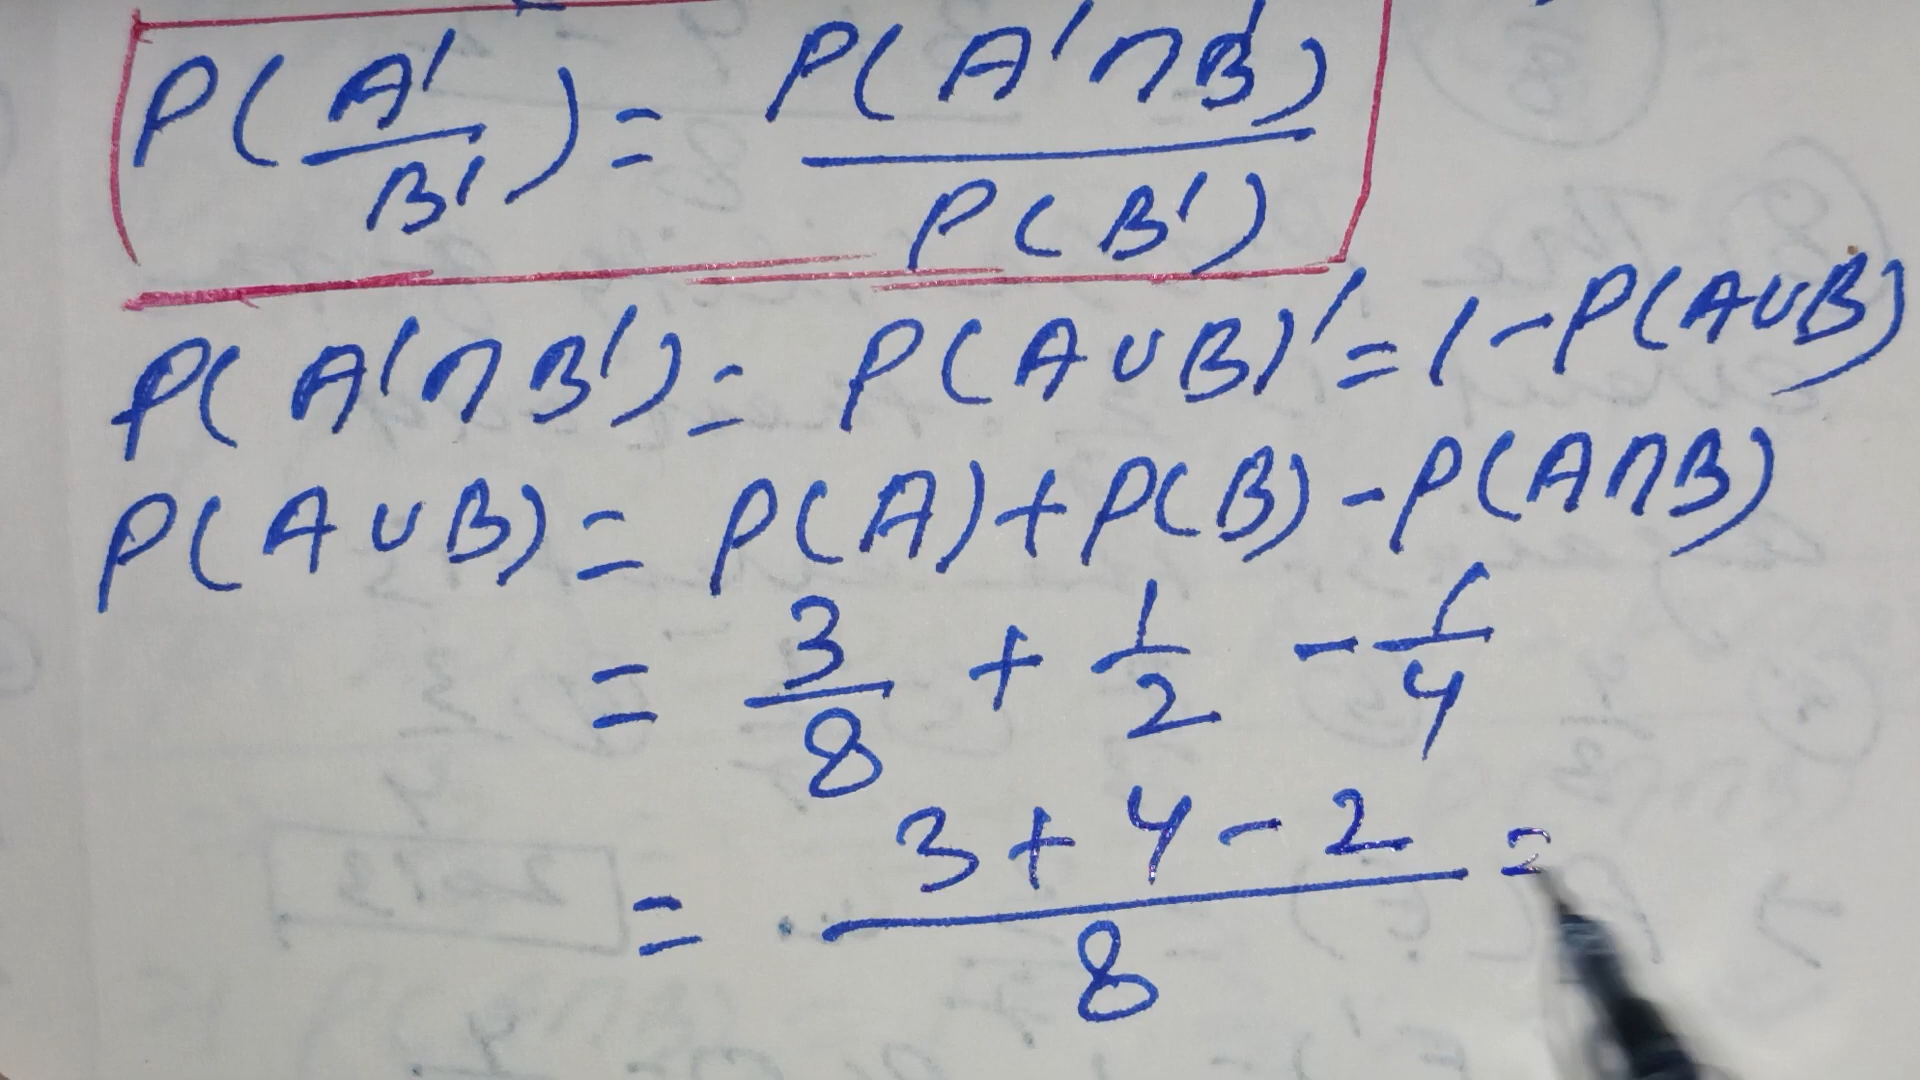 P(A'/B') = P(A'∩B')/P(B')
P(A'∩B') = P(A∪B)' = 1-P(A∪B)
P(A∪B) = P(A)+P(B)-P(A∩B)
= 3/8 + 1/2 - 1/4
= 3+4-2/8 =